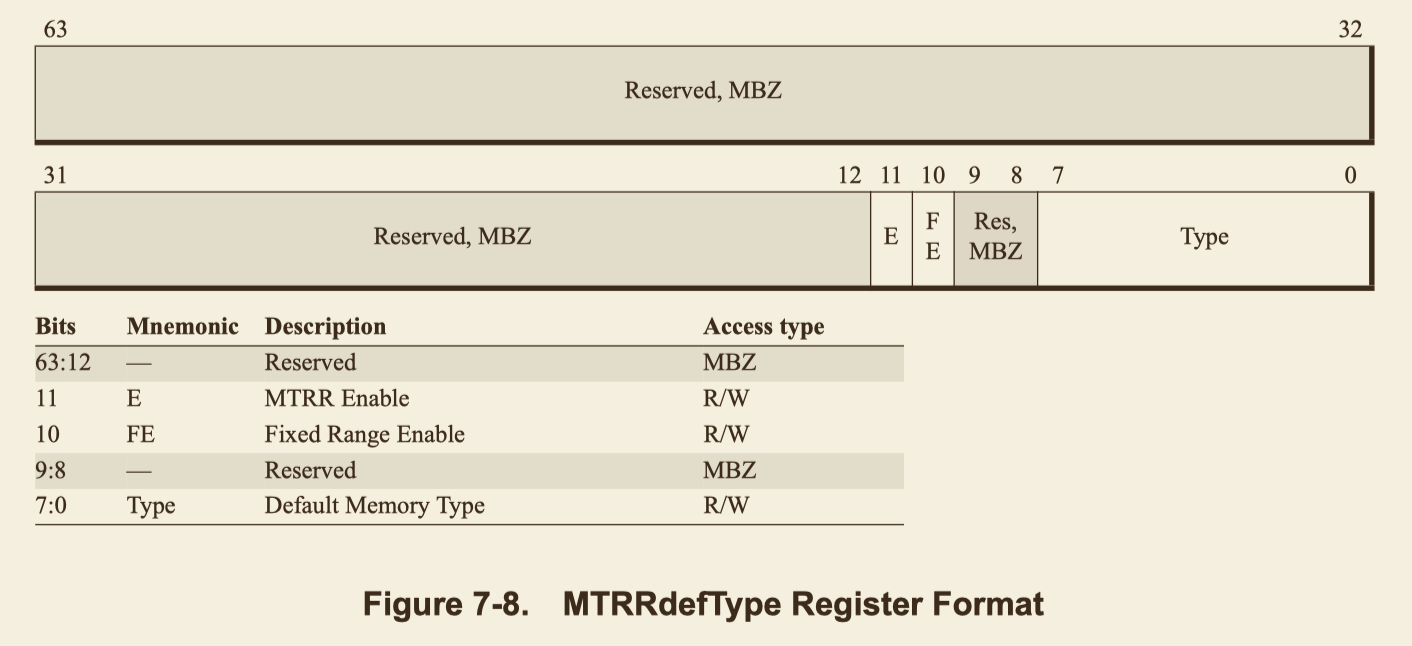 63 32
Reserved, MBZ
31 12 11 10 9 8 7 0
Reserved, MBZ E F E Res, MBZ Type
Bits Mnemonic Description Access type
63:12 — Reserved MBZ
11 E MTRR Enable R/W
10 FE Fixed Range Enable R/W
9:8 — Reserved MBZ
7:0 Type Default Memory Type R/W
Figure 7-8. MTRRdefType Register Format